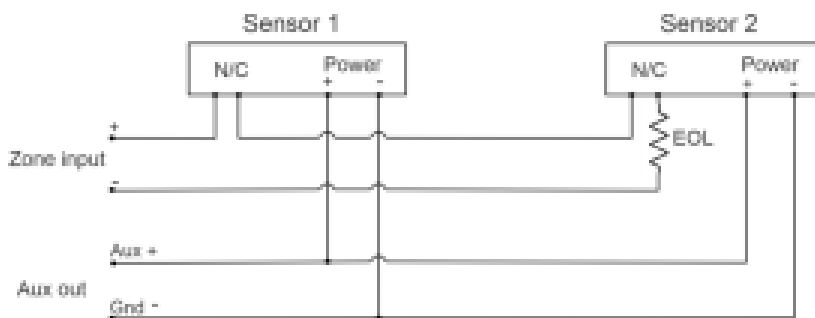 Sensor 1
Sensor 2
N/C
Power
+ -
N/C
Power
+ -
+
Zone input
-
EOL
Aux +
Aux out
Gnd -